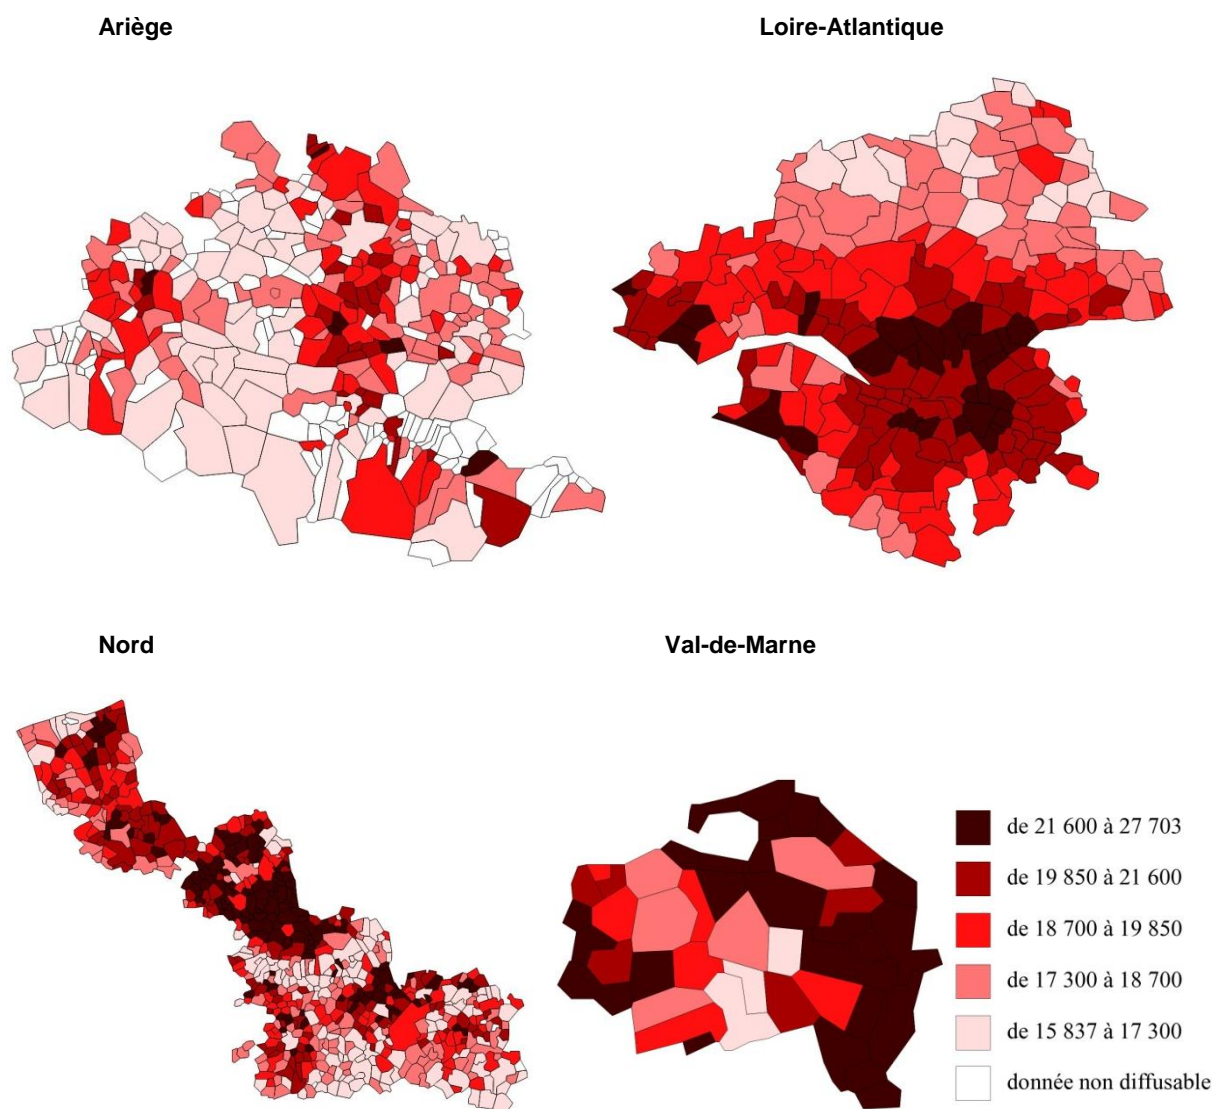 Ariège
Loire-Atlantique
Nord
Val-de-Marne
de 21 600 à 27 703
de 19 850 à 21 600
de 18 700 à 19 850
de 17 300 à 18 700
de 15 837 à 17 300
donnée non diffusable